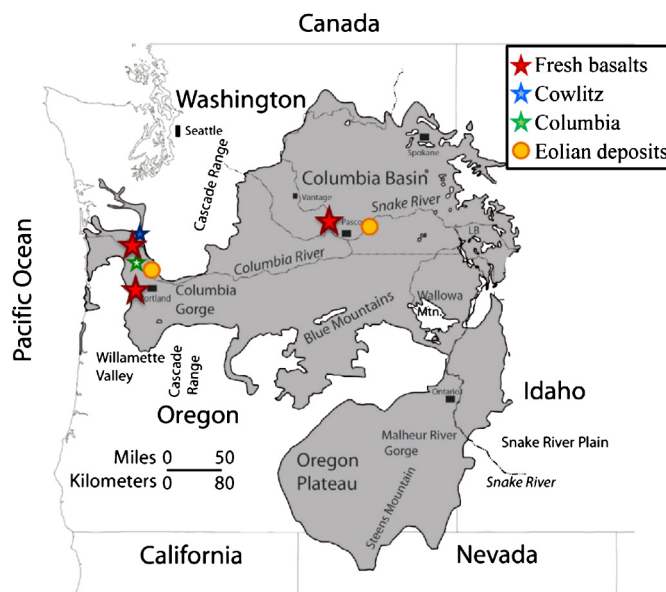 Canada
Fresh basalts
Cowlitz
Columbia
Eolian deposits
Washington
Seattle
Spokane
Cascade Range
Columbia Basin
Vantage
Snake River
Pasco
LB
Columbia River
Pacific Ocean
Columbia
Gorge
Portland
Wallowa
Mtn.
Blue Mountains
Willamette
Valley
Cascade
Range
Idaho
Ontario
Oregon
Malheur River
Gorge
Snake River Plain
Miles 0 50
Kilometers 0 80
Oregon
Plateau
Snake River
Steens Mountain
California
Nevada